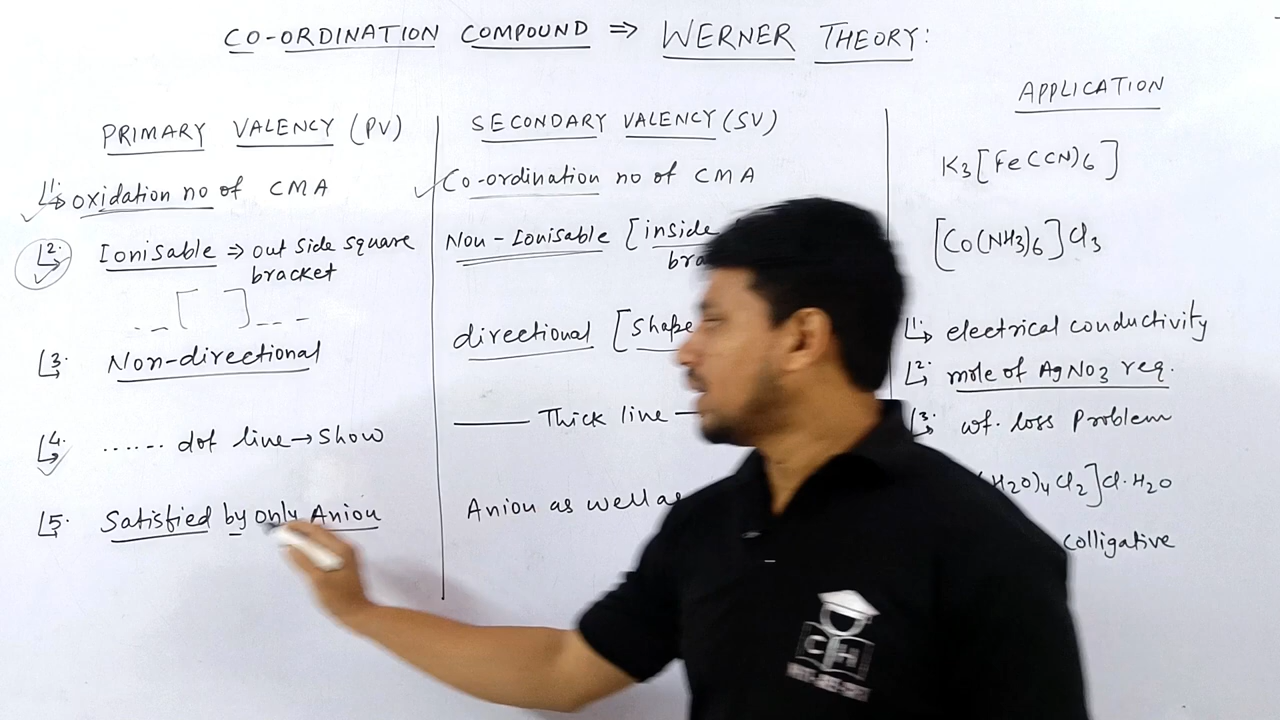 CO-ORDINATION COMPOUND ⇒ WERNER THEORY:
PRIMARY VALENCY (PV)
1. oxidation no of CMA
2. Ionisable ⇒ out side square
bracket
-- [ ] ---
3. Non-directional
4. ...... dot line → show
5. Satisfied by only Anion
SECONDARY VALENCY (SV)
Co-ordination no of CMA
Non-Ionisable [inside
directional [shape
—— Thick line —
Anion as well as
APPLICATION
K3[Fe(CN)6]
[Co(NH3)6]Cl3
1. electrical conductivity
2. mole of AgNO3 req.
3. wt. loss Problem
H2O)4Cl2]Cl.H2O
colligative
CH